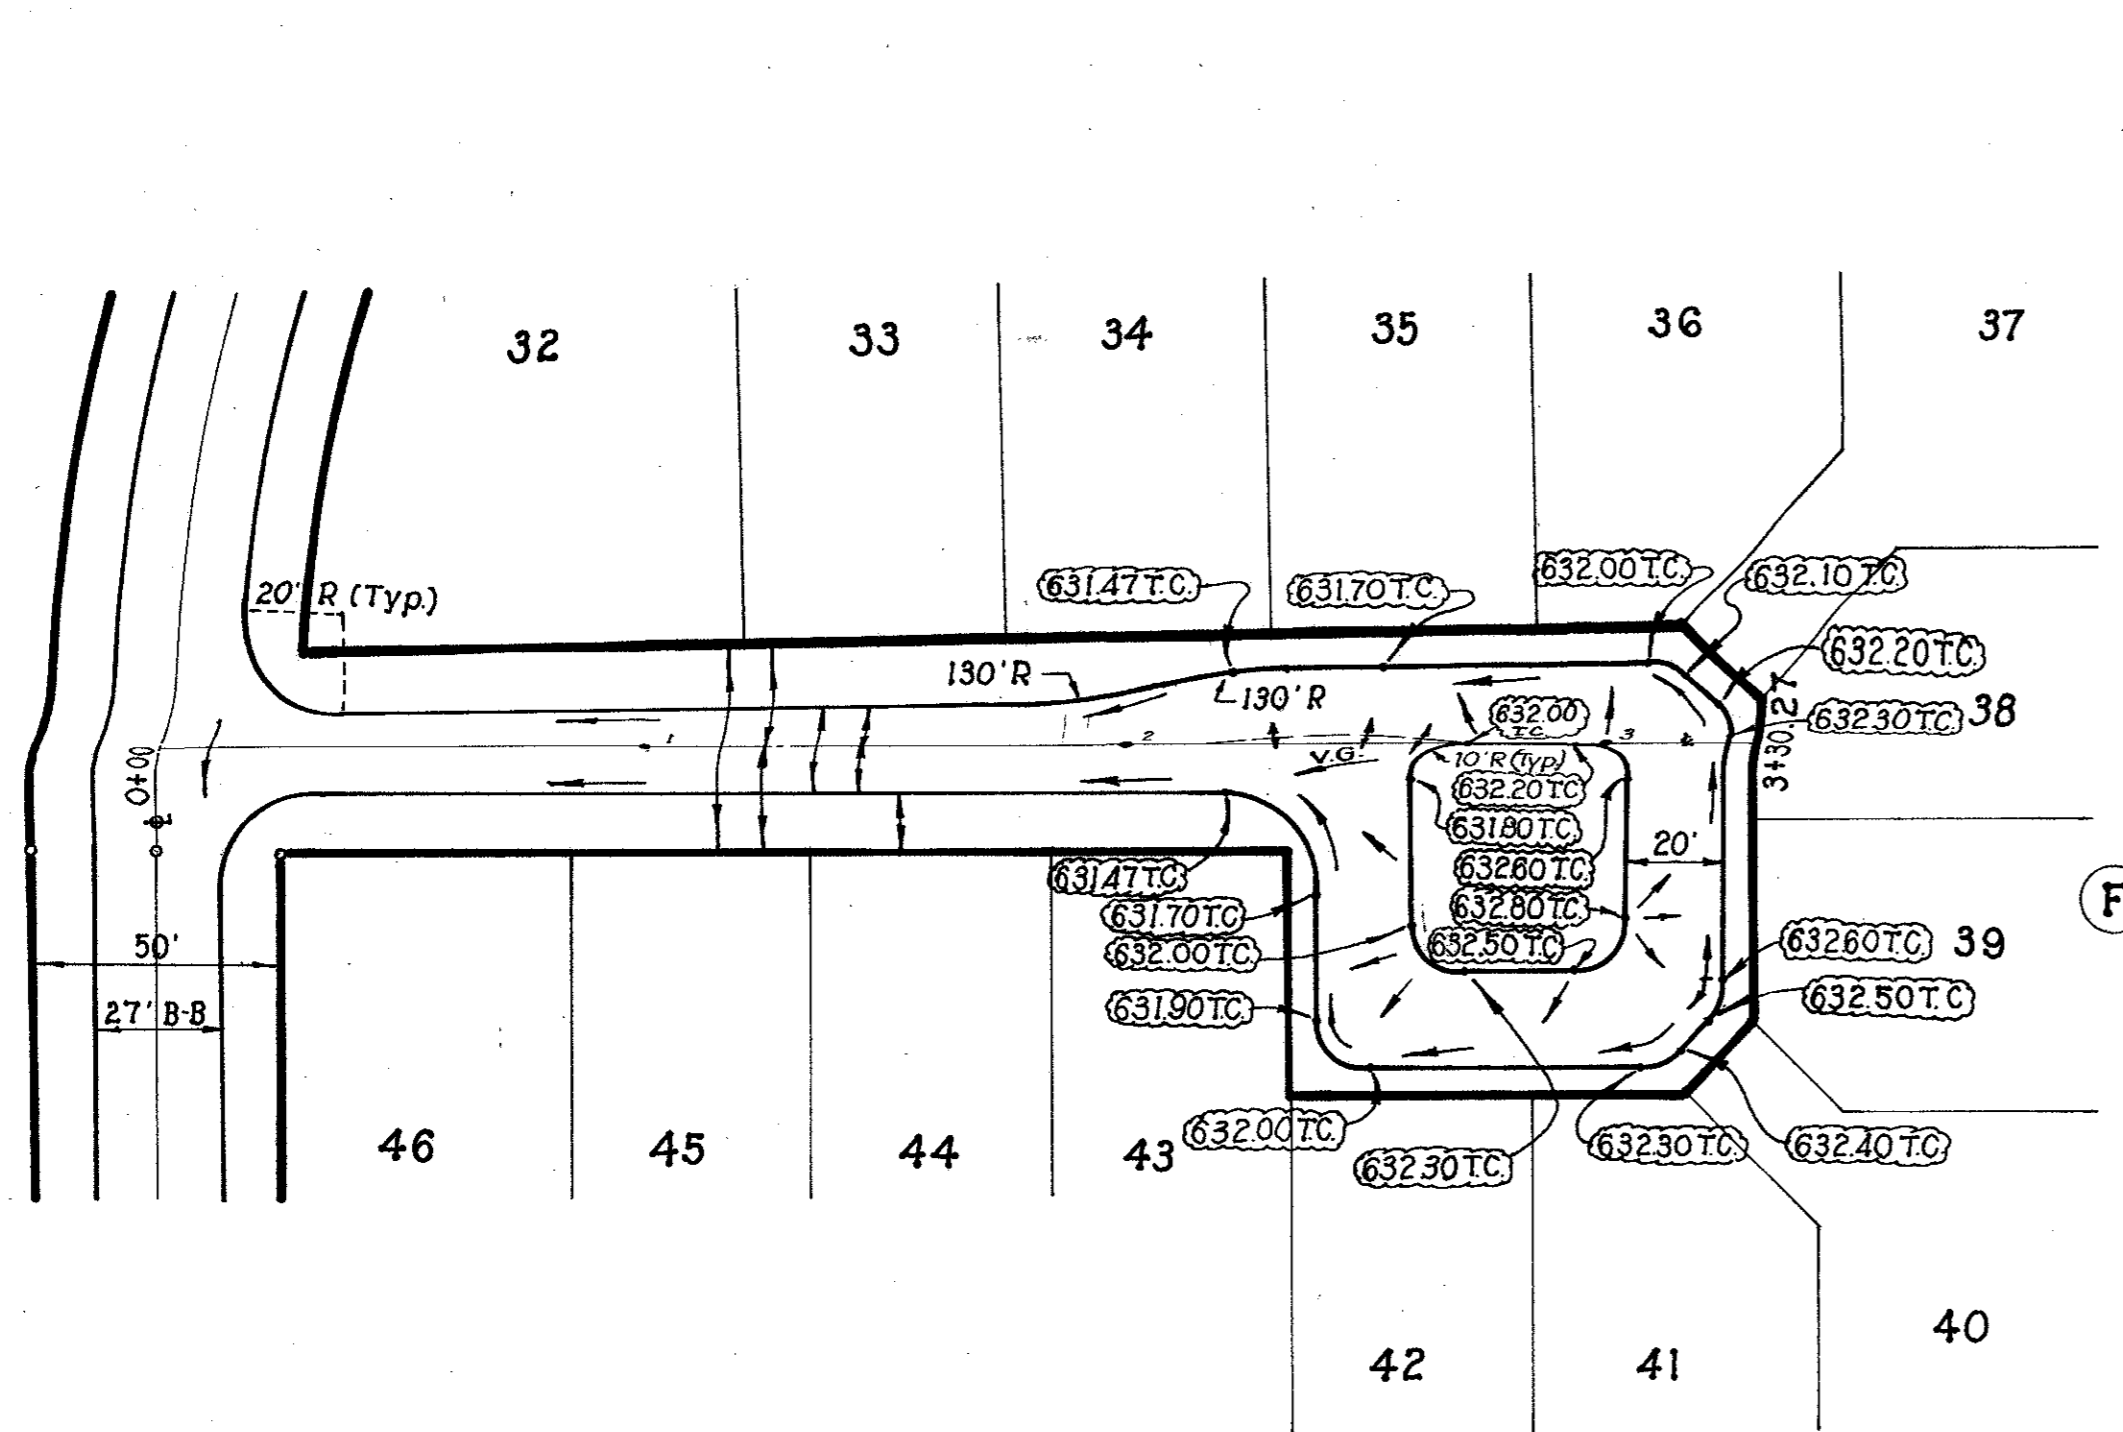 32
33
34
35
36
37
20' R (Typ.)
631.47 T.C.
631.70 T.C.
632.00 T.C.
632.10 T.C.
632.20 T.C.
130' R
130' R
632.00
T.C.
632.30 T.C.
38
3+30.27
1
2
3
V.G.
10' R (Typ.)
0+00
632.20 T.C.
631.80 T.C.
632.60 T.C.
20'
632.80 T.C.
632.50 T.C.
631.47 T.C.
631.70 T.C.
632.00 T.C.
631.90 T.C.
632.60 T.C.
39
632.50 T.C
F
50'
27' B-B
46
45
44
43
632.00 T.C.
632.30 T.C.
632.30 T.C.
632.40 T.C.
42
41
40